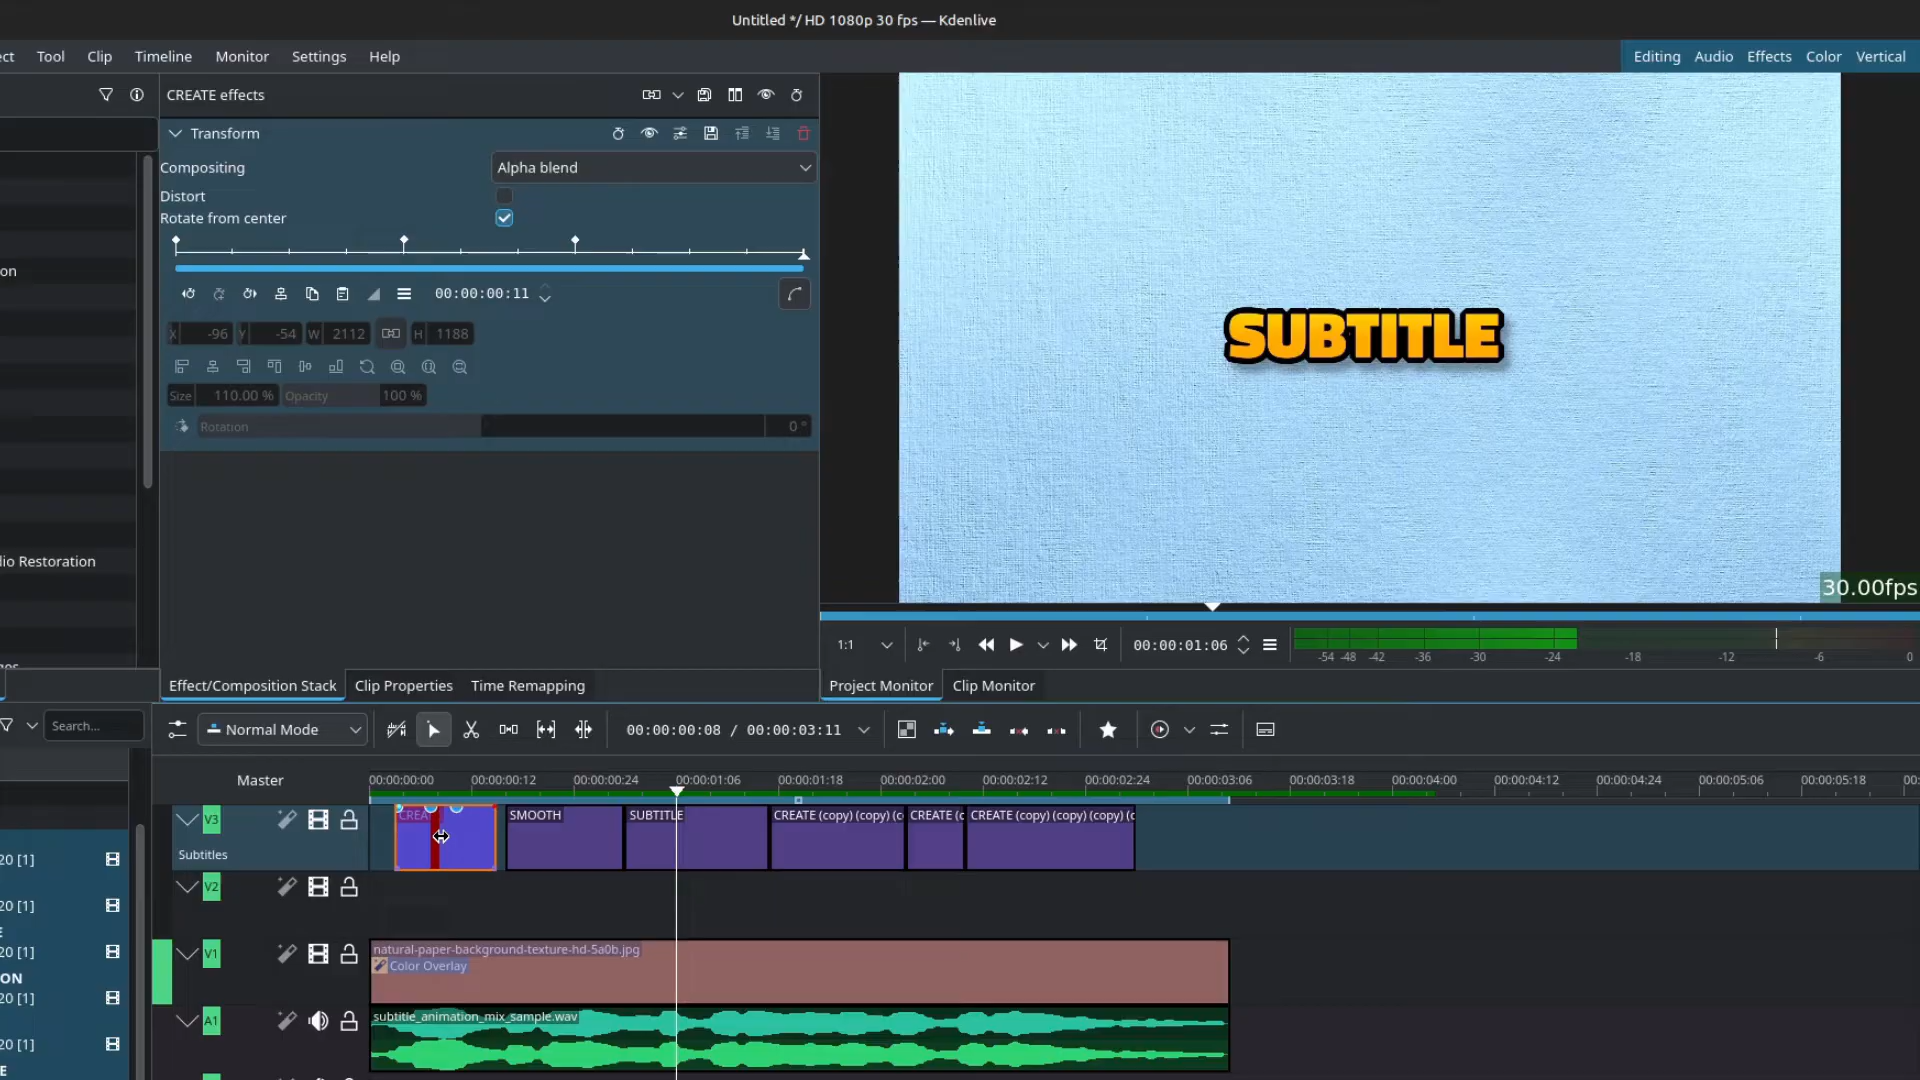 Untitled */ HD 1080p 30 fps — Kdenlive
ect Tool Clip Timeline Monitor Settings Help
Editing Audio Effects Color Vertical
CREATE effects
Transform
Compositing Alpha blend
Distort
Rotate from center
on
00:00:00:11
X -96 Y -54 W 2112 H 1188
Size 110.00 % Opacity 100 %
Rotation 0 °
SUBTITLE
dio Restoration
30.00fps
1:1 00:00:01:06
-54 -48 -42 -36 -30 -24 -18 -12 -6 0
Effect/Composition Stack Clip Properties Time Remapping
Project Monitor Clip Monitor
Search...
Normal Mode
00:00:00:08 / 00:00:03:11
Master
00:00:00:00 00:00:00:12 00:00:00:24 00:00:01:06 00:00:01:18 00:00:02:00 00:00:02:12 00:00:02:24 00:00:03:06 00:00:03:18 00:00:04:00 00:00:04:12 00:00:04:24 00:00:05:06 00:00:05:18 00:
V3
Subtitles
CREA SMOOTH SUBTITLE CREATE (copy) (copy) (c CREATE (c CREATE (copy) (copy) (copy) (c
20 [1]
V2
20 [1]
E
20 [1]
V1
natural-paper-background-texture-hd-5a0b.jpg
Color Overlay
ON
20 [1]
A1
subtitle_animation_mix_sample.wav
20 [1]
E